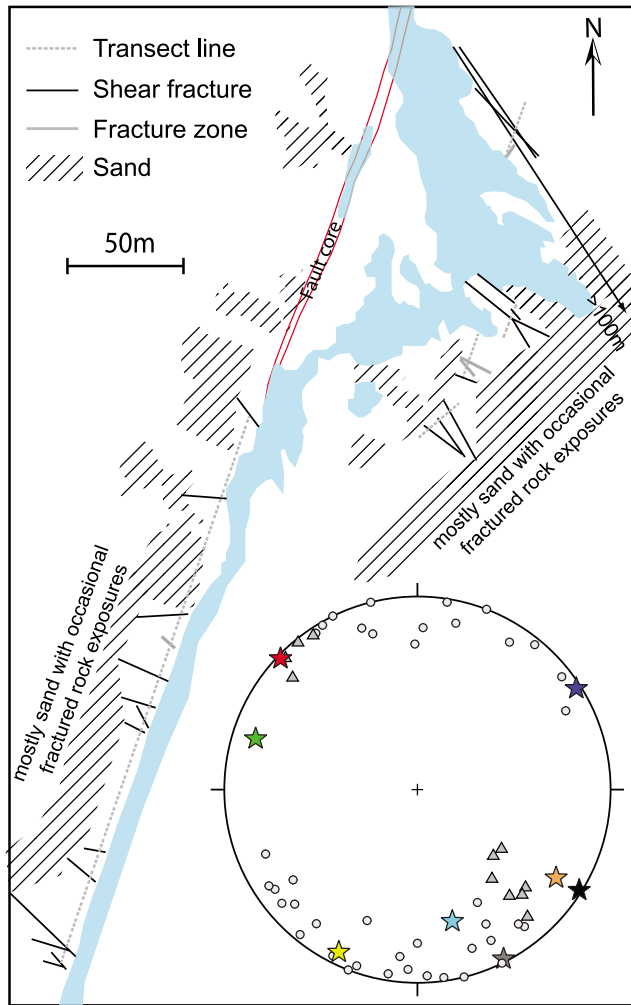 Transect line
Shear fracture
Fracture zone
Sand
50m
N
Fault core
>100m
mostly sand with occasional
fractured rock exposures
mostly sand with occasional
fractured rock exposures